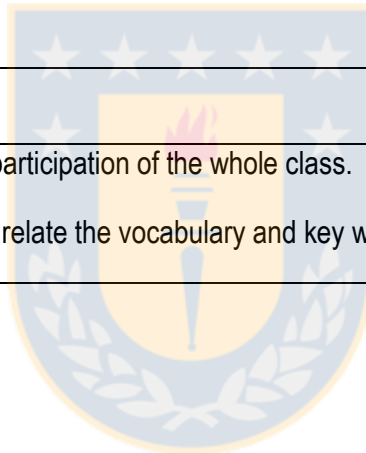 participation of the whole class.
relate the vocabulary and key w